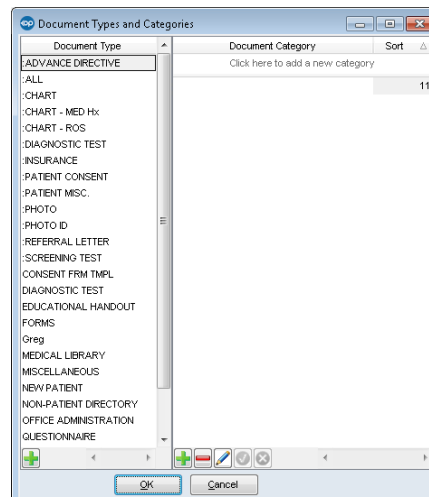 Document Types and Categories
Document Type
Document Category Sort
:ADVANCE DIRECTIVE
Click here to add a new category
:ALL
11
:CHART
:CHART - MED Hx
:CHART - ROS
:DIAGNOSTIC TEST
:INSURANCE
:PATIENT CONSENT
:PATIENT MISC.
:PHOTO
:PHOTO ID
:REFERRAL LETTER
:SCREENING TEST
CONSENT FRM TMPL
DIAGNOSTIC TEST
EDUCATIONAL HANDOUT
FORMS
Greg
MEDICAL LIBRARY
MISCELLANEOUS
NEW PATIENT
NON-PATIENT DIRECTORY
OFFICE ADMINISTRATION
QUESTIONNAIRE
OK
Cancel